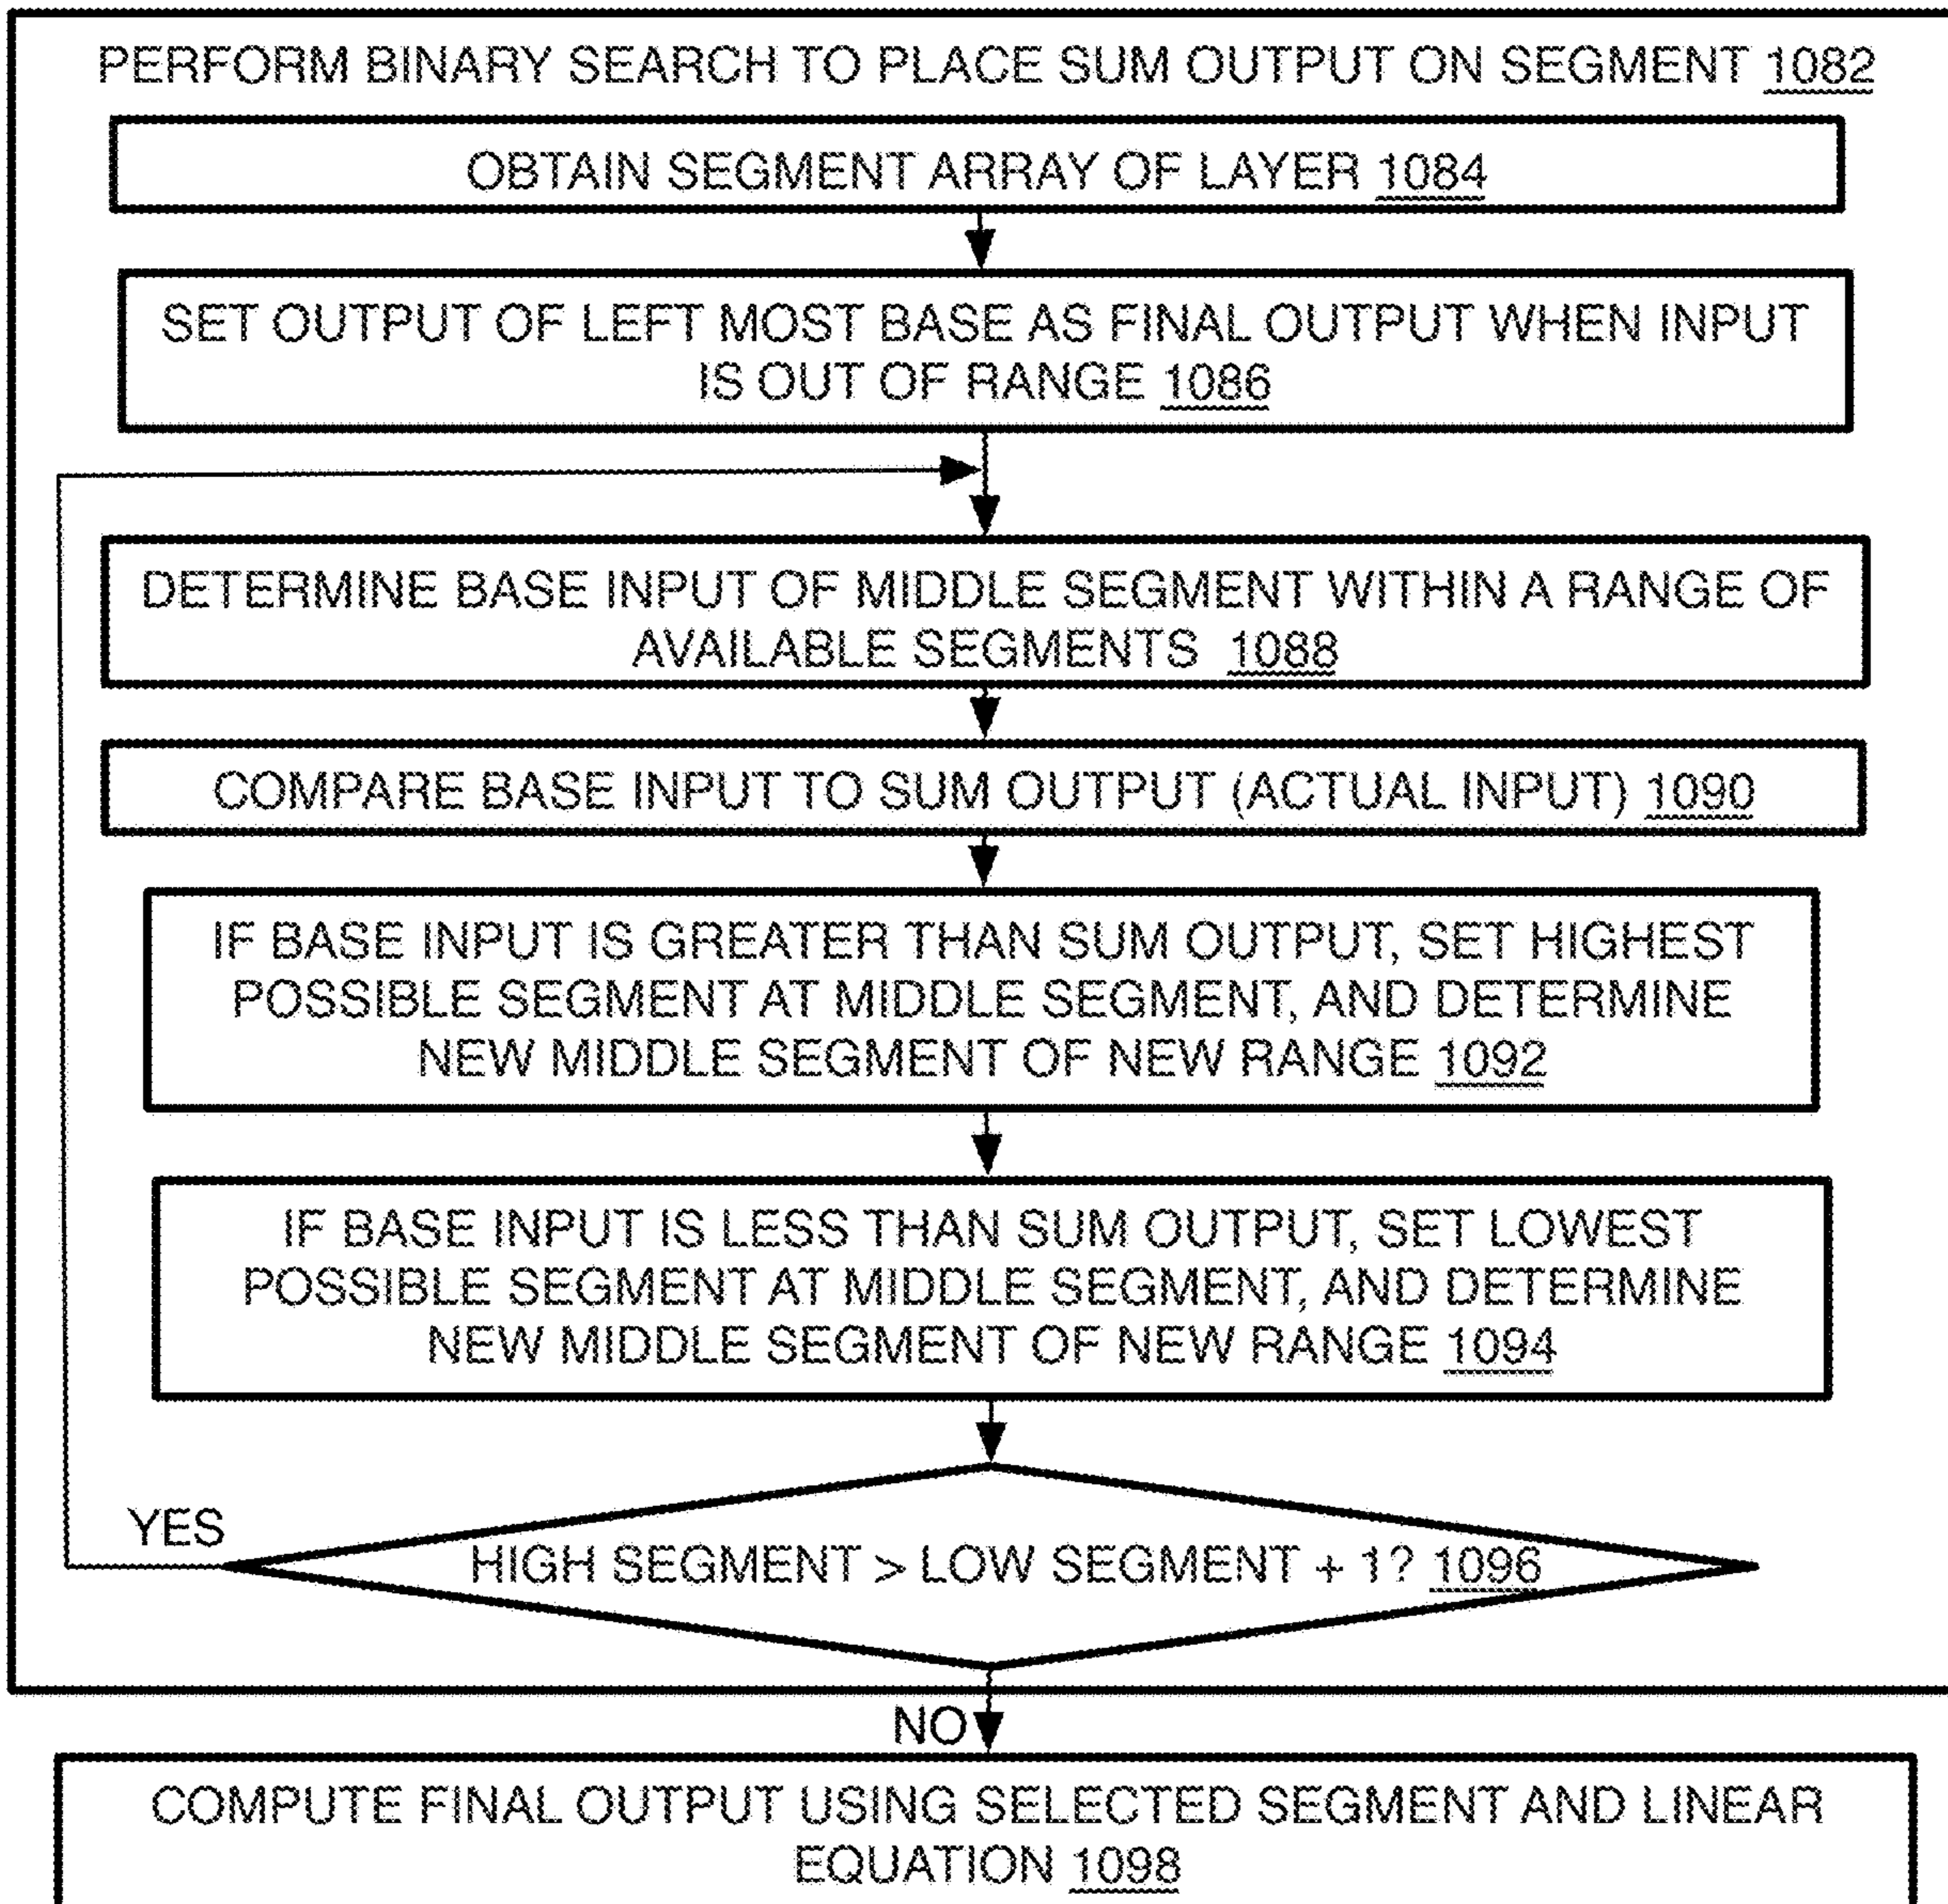 PERFORM BINARY SEARCH TO PLACE SUM OUTPUT ON SEGMENT 1082
OBTAIN SEGMENT ARRAY OF LAYER 1084
SET OUTPUT OF LEFT MOST BASE AS FINAL OUTPUT WHEN INPUT
IS OUT OF RANGE 1086
DETERMINE BASE INPUT OF MIDDLE SEGMENT WITHIN A RANGE OF
AVAILABLE SEGMENTS 1088
COMPARE BASE INPUT TO SUM OUTPUT (ACTUAL INPUT) 1090
IF BASE INPUT IS GREATER THAN SUM OUTPUT, SET HIGHEST
POSSIBLE SEGMENT AT MIDDLE SEGMENT, AND DETERMINE
NEW MIDDLE SEGMENT OF NEW RANGE 1092
IF BASE INPUT IS LESS THAN SUM OUTPUT, SET LOWEST
POSSIBLE SEGMENT AT MIDDLE SEGMENT, AND DETERMINE
NEW MIDDLE SEGMENT OF NEW RANGE 1094
YES
HIGH SEGMENT > LOW SEGMENT + 1? 1096
NO
COMPUTE FINAL OUTPUT USING SELECTED SEGMENT AND LINEAR
EQUATION 1098